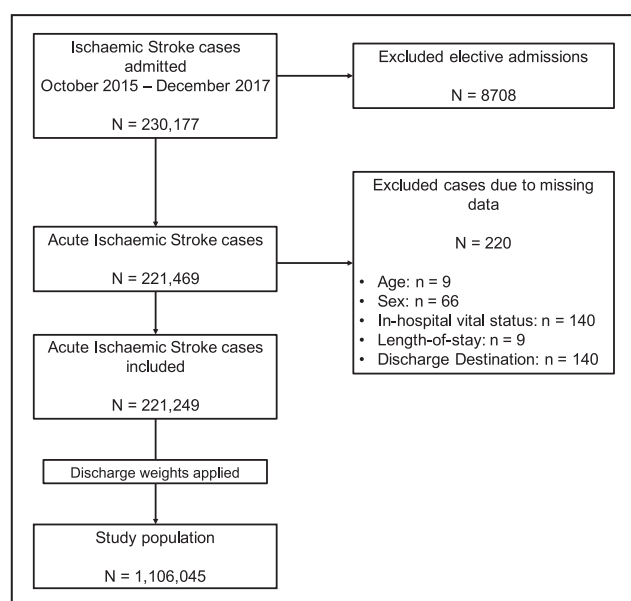 Ischaemic Stroke cases
admitted
October 2015 – December 2017
N = 230,177
Excluded elective admissions
N = 8708
Acute Ischaemic Stroke cases
N = 221,469
Excluded cases due to missing
data
N = 220
• Age: n = 9
• Sex: n = 66
• In-hospital vital status: n = 140
• Length-of-stay: n = 9
• Discharge Destination: n = 140
Acute Ischaemic Stroke cases
included
N = 221,249
Discharge weights applied
Study population
N = 1,106,045